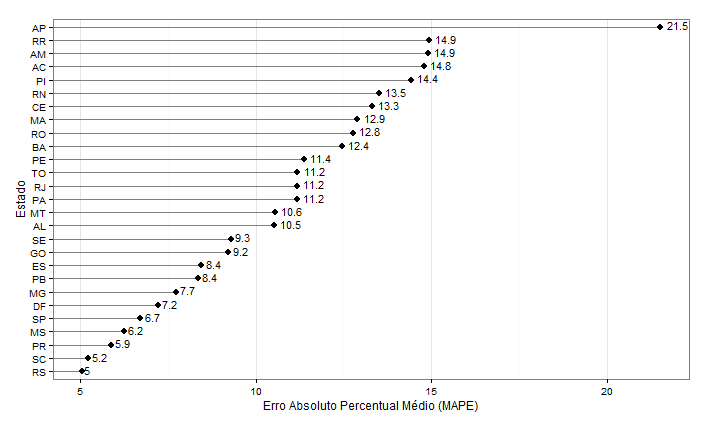 AP 21.5
RR 14.9
AM 14.9
AC 14.8
PI 14.4
RN 13.5
CE 13.3
MA 12.9
RO 12.8
BA 12.4
PE 11.4
TO 11.2
RJ 11.2
PA 11.2
MT 10.6
AL 10.5
SE 9.3
GO 9.2
ES 8.4
PB 8.4
MG 7.7
DF 7.2
SP 6.7
MS 6.2
PR 5.9
SC 5.2
RS 5
Estado
5 10 15 20
Erro Absoluto Percentual Médio (MAPE)